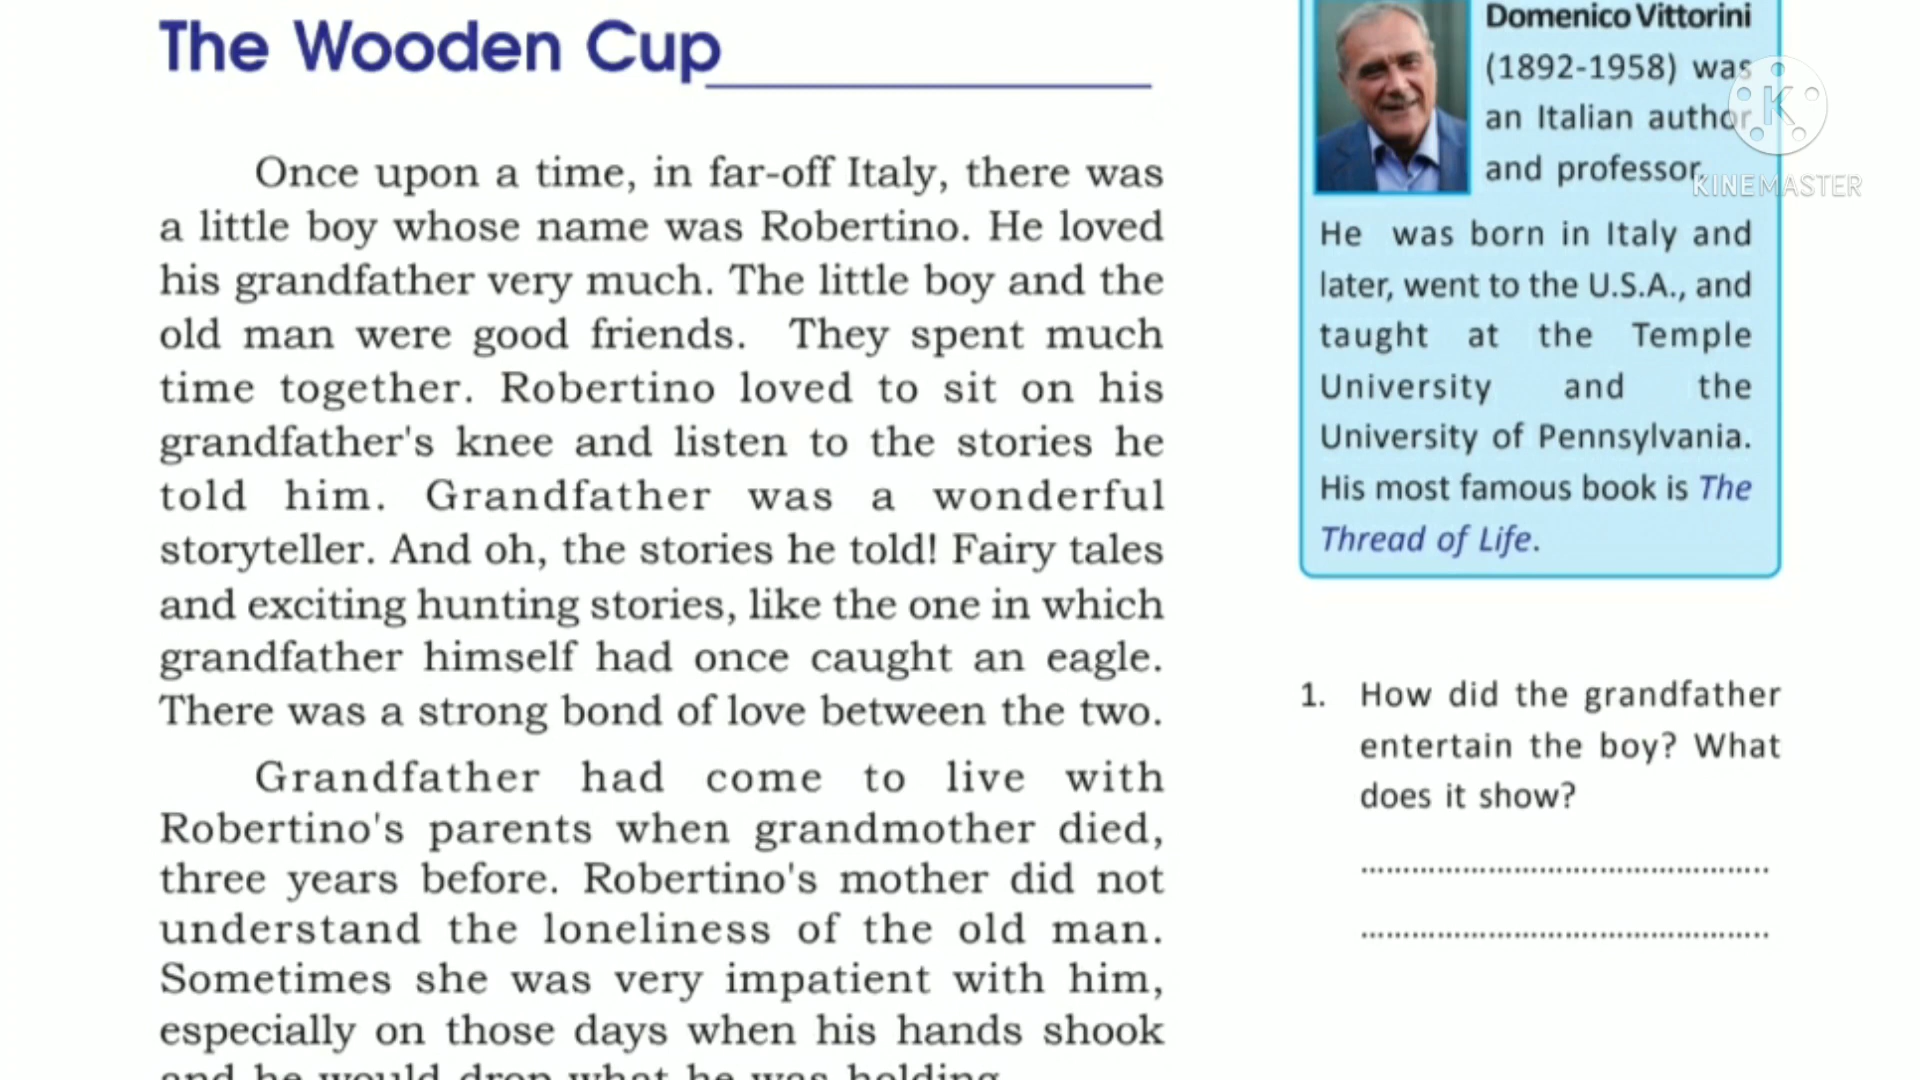 The Wooden Cup
Once upon a time, in far-off Italy, there was
a little boy whose name was Robertino. He loved
his grandfather very much. The little boy and the
old man were good friends. They spent much
time together. Robertino loved to sit on his
grandfather's knee and listen to the stories he
told him. Grandfather was a wonderful
storyteller. And oh, the stories he told! Fairy tales
and exciting hunting stories, like the one in which
grandfather himself had once caught an eagle.
There was a strong bond of love between the two.
Grandfather had come to live with
Robertino's parents when grandmother died,
three years before. Robertino's mother did not
understand the loneliness of the old man.
Sometimes she was very impatient with him,
especially on those days when his hands shook
and he would drop what he was holding.
Domenico Vittorini
(1892-1958) was
an Italian author
and professor.
He was born in Italy and
later, went to the U.S.A., and
taught at the Temple
University and the
University of Pennsylvania.
His most famous book is The
Thread of Life.
K
KINEMASTER
1. How did the grandfather
entertain the boy? What
does it show?